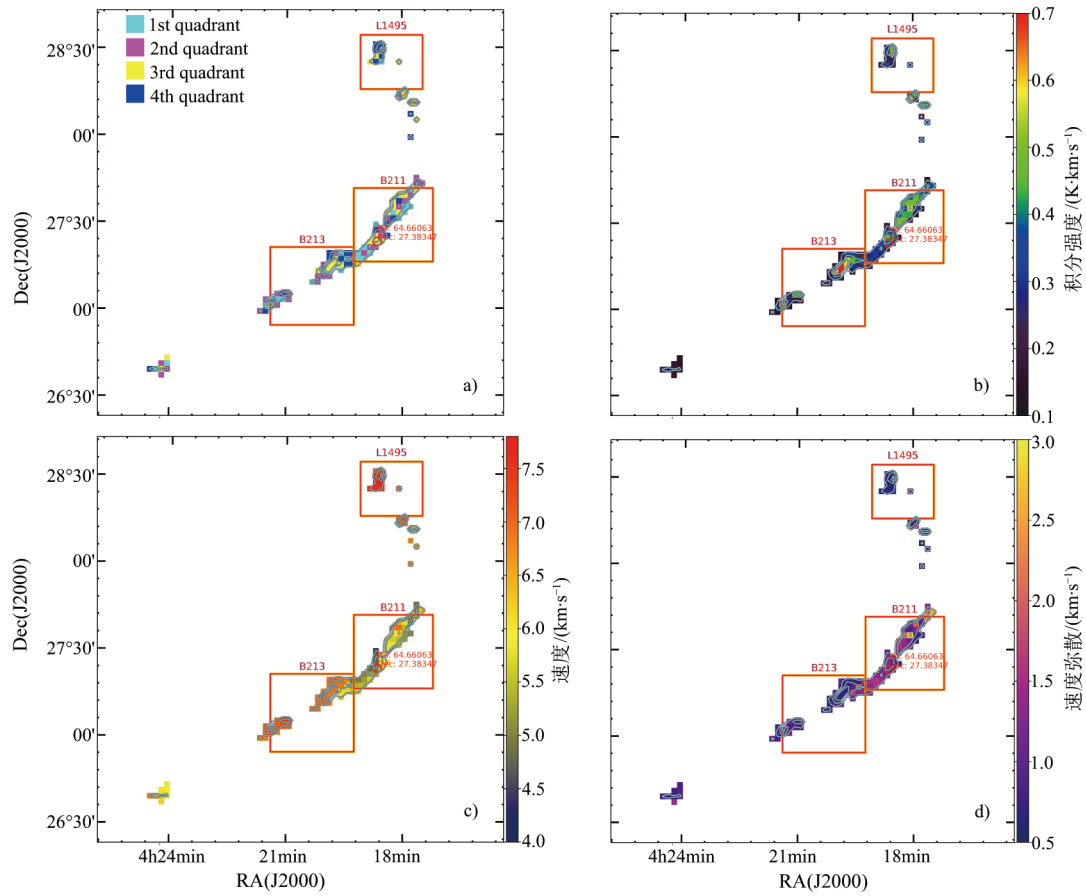 1st quadrant
2nd quadrant
3rd quadrant
4th quadrant
L1495
B211
64.66063
27.38347
B213
28°30'
00'
27°30'
00'
26°30'
Dec(J2000)
a)
L1495
B211
64.66063
27.38347
B213
b)
0.7
0.6
0.5
0.4
0.3
0.2
0.1
积分强度/(K·km·s⁻¹)
L1495
B211
64.66063
27.38347
B213
28°30'
00'
27°30'
00'
26°30'
Dec(J2000)
c)
4h24min
21min
18min
RA(J2000)
7.5
7.0
6.5
6.0
5.5
5.0
4.5
4.0
速度/(km·s⁻¹)
L1495
B211
64.66063
27.38347
B213
d)
4h24min
21min
18min
RA(J2000)
3.0
2.5
2.0
1.5
1.0
0.5
速度弥散/(km·s⁻¹)